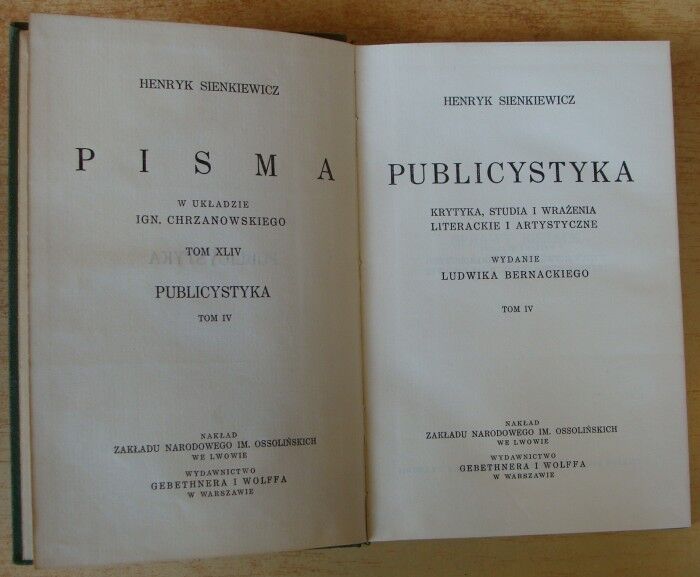 HENRYK SIENKIEWICZ
PISMA
W UKŁADZIE
IGN. CHRZANOWSKIEGO
TOM XLIV
PUBLICYSTYKA
TOM IV
NAKŁAD
ZAKŁADU NARODOWEGO IM. OSSOLIŃSKICH
WE LWOWIE
WYDAWNICTWO
GEBETHNERA I WOLFFA
W WARSZAWIE
HENRYK SIENKIEWICZ
PUBLICYSTYKA
KRYTYKA, STUDIA I WRAŻENIA
LITERACKIE I ARTYSTYCZNE
WYDANIE
LUDWIKA BERNACKIEGO
TOM IV
NAKŁAD
ZAKŁADU NARODOWEGO IM. OSSOLIŃSKICH
WE LWOWIE
WYDAWNICTWO
GEBETHNERA I WOLFFA
W WARSZAWIE